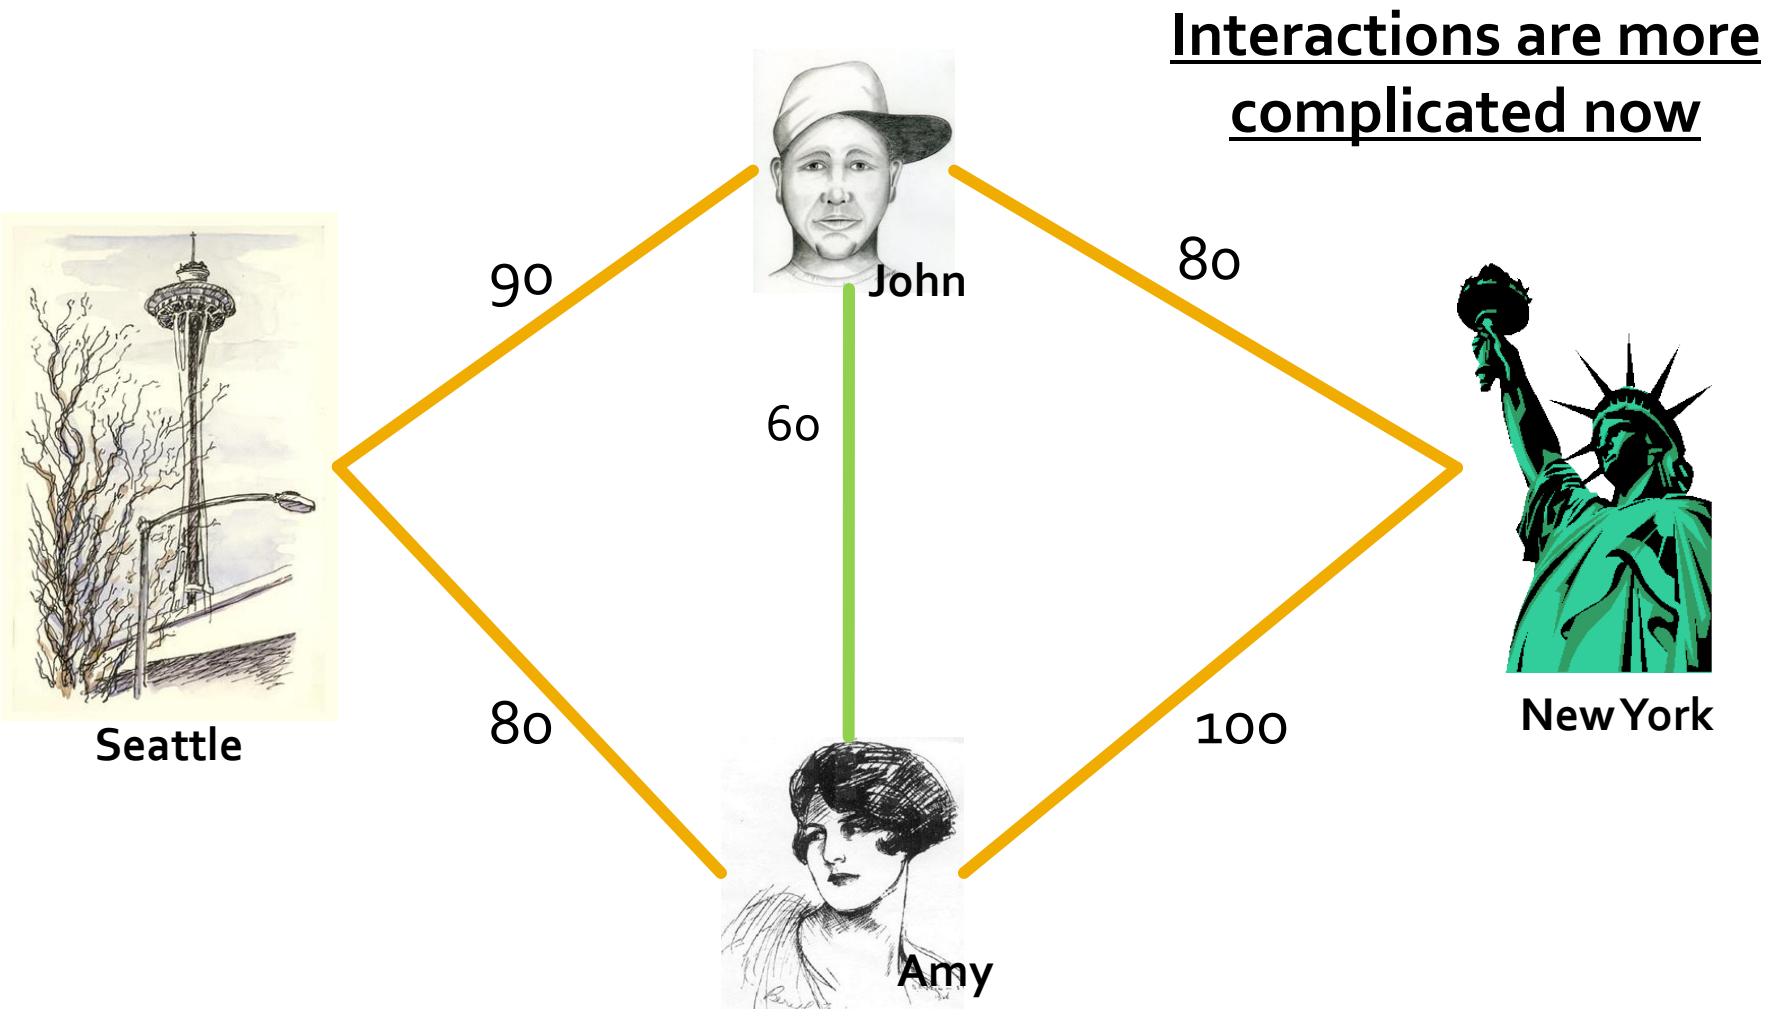 Interactions are more
complicated now
90
80
John
60
Seattle
80
100
New York
Amy